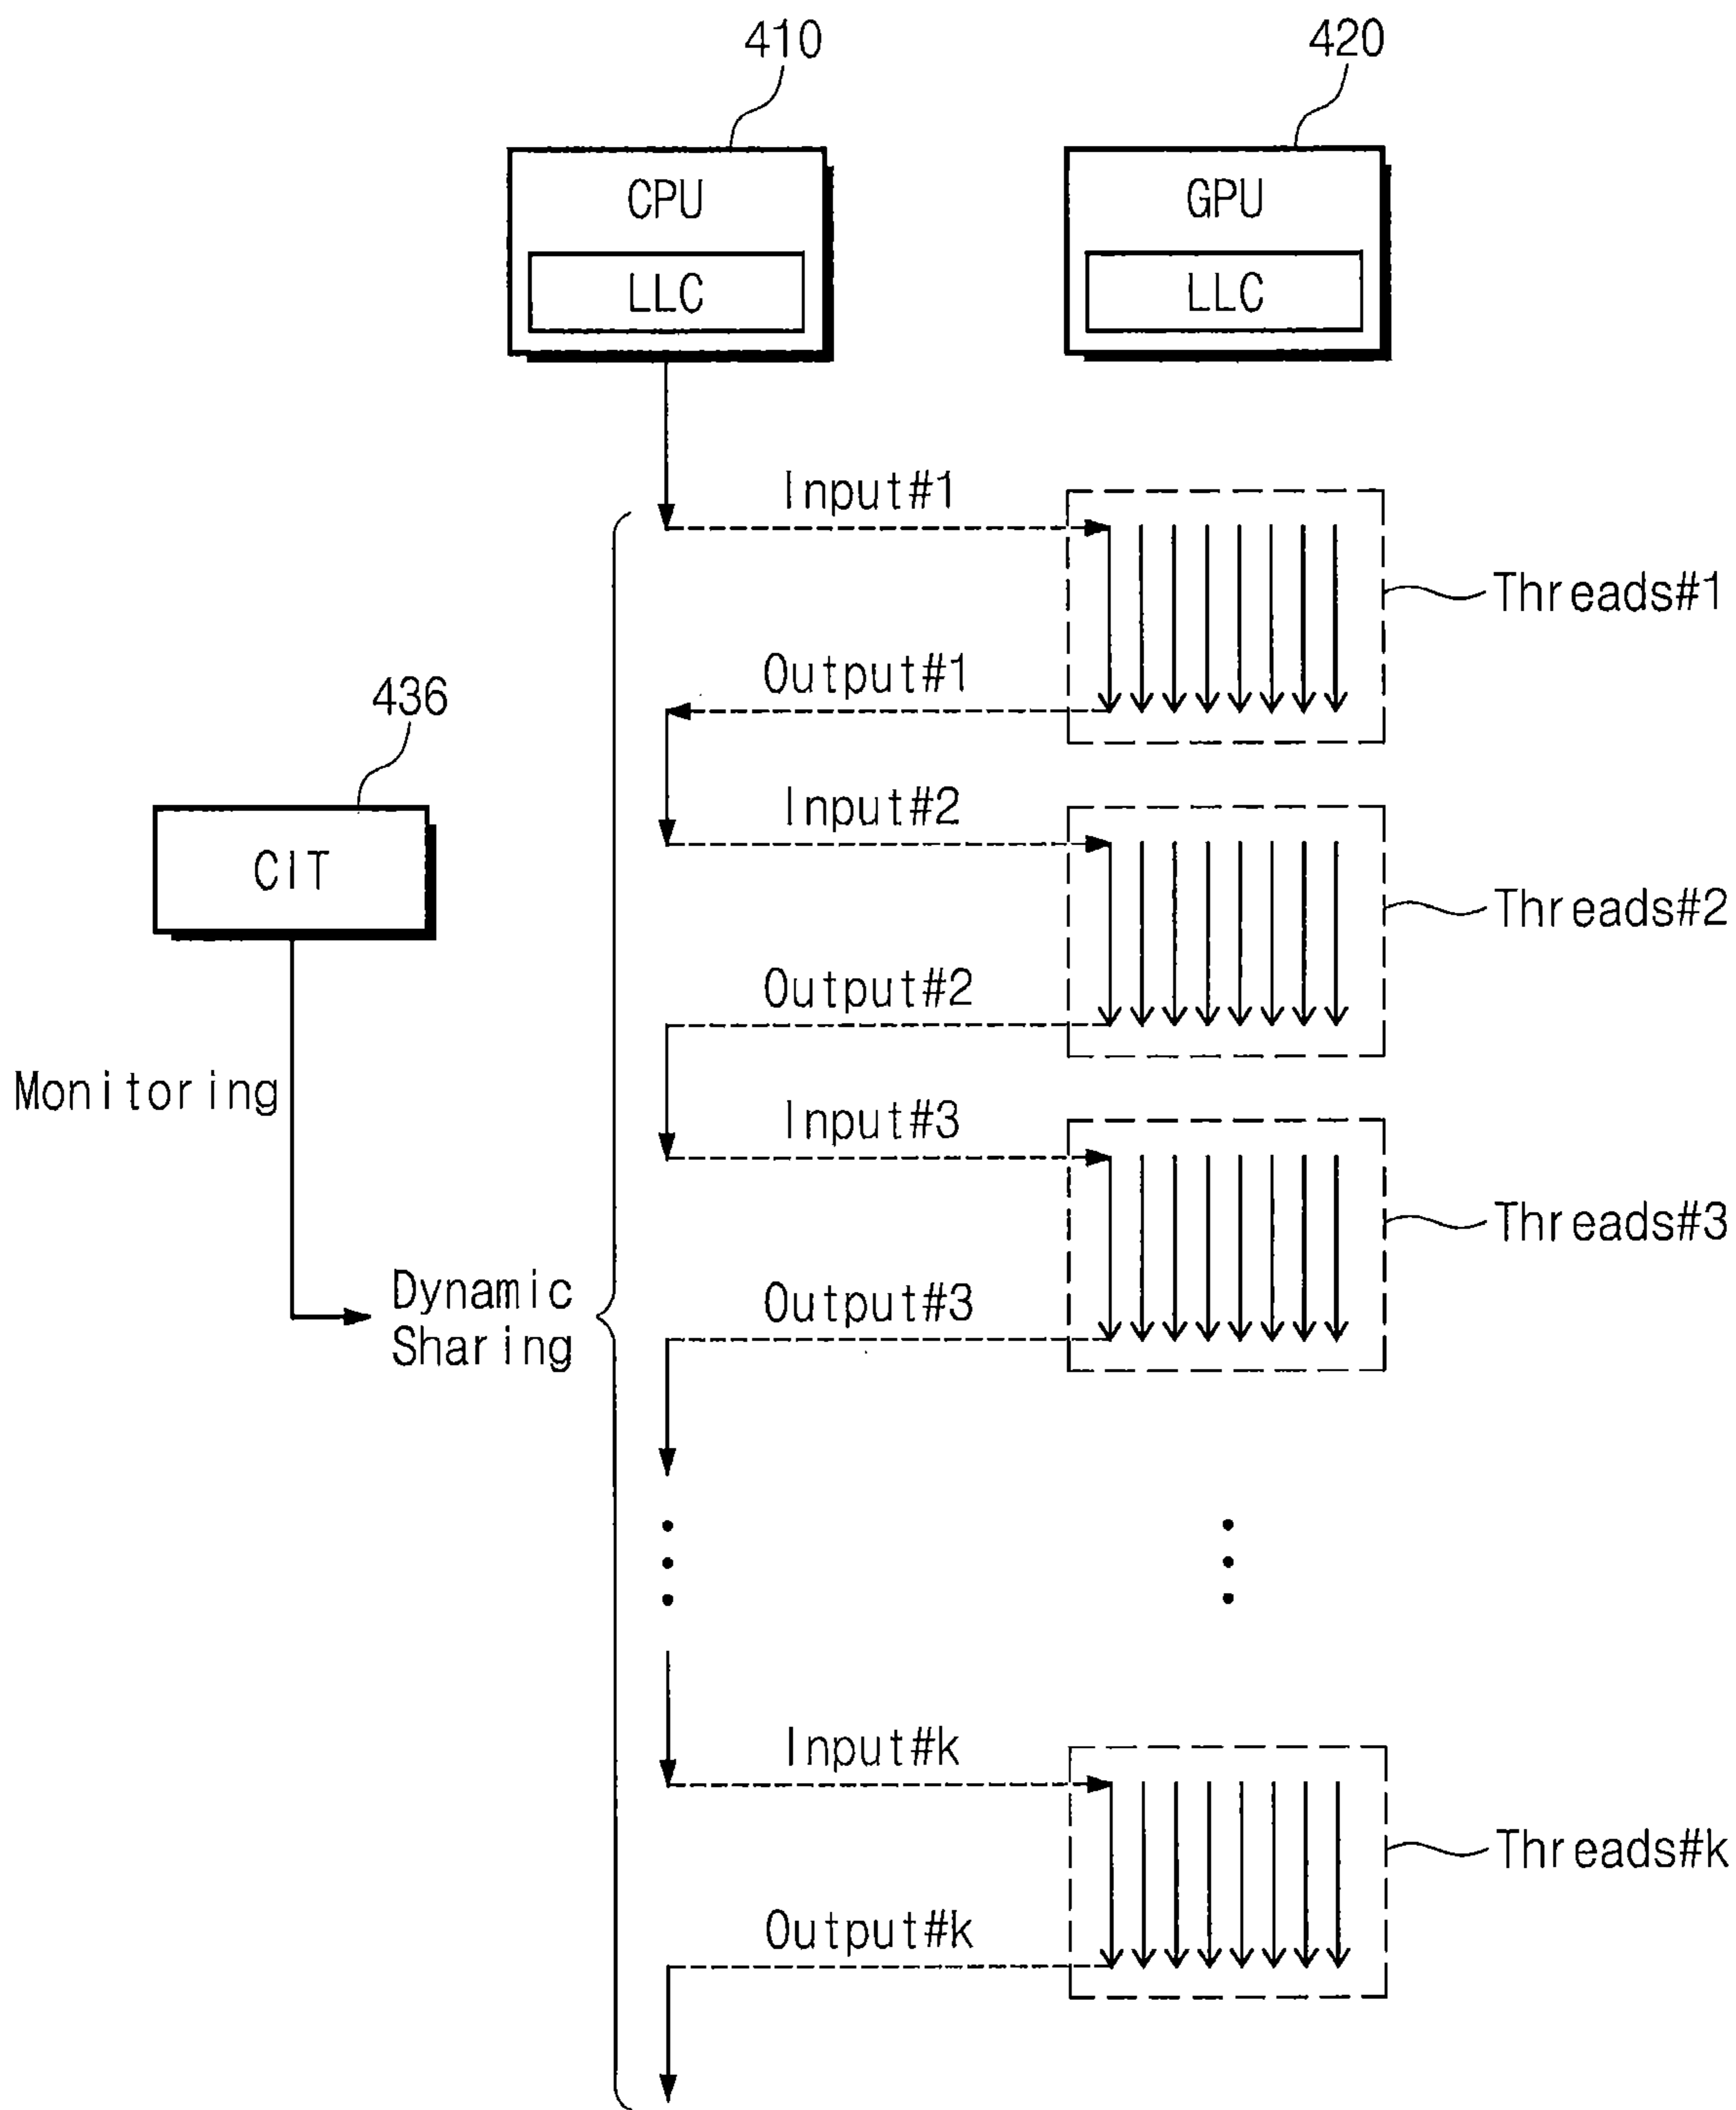 410
420
CPU
GPU
LLC
LLC
Input#1
Threads#1
Output#1
436
Input#2
CIT
Threads#2
Output#2
Monitoring
Input#3
Threads#3
Dynamic
Sharing
Output#3
Input#k
Threads#k
Output#k